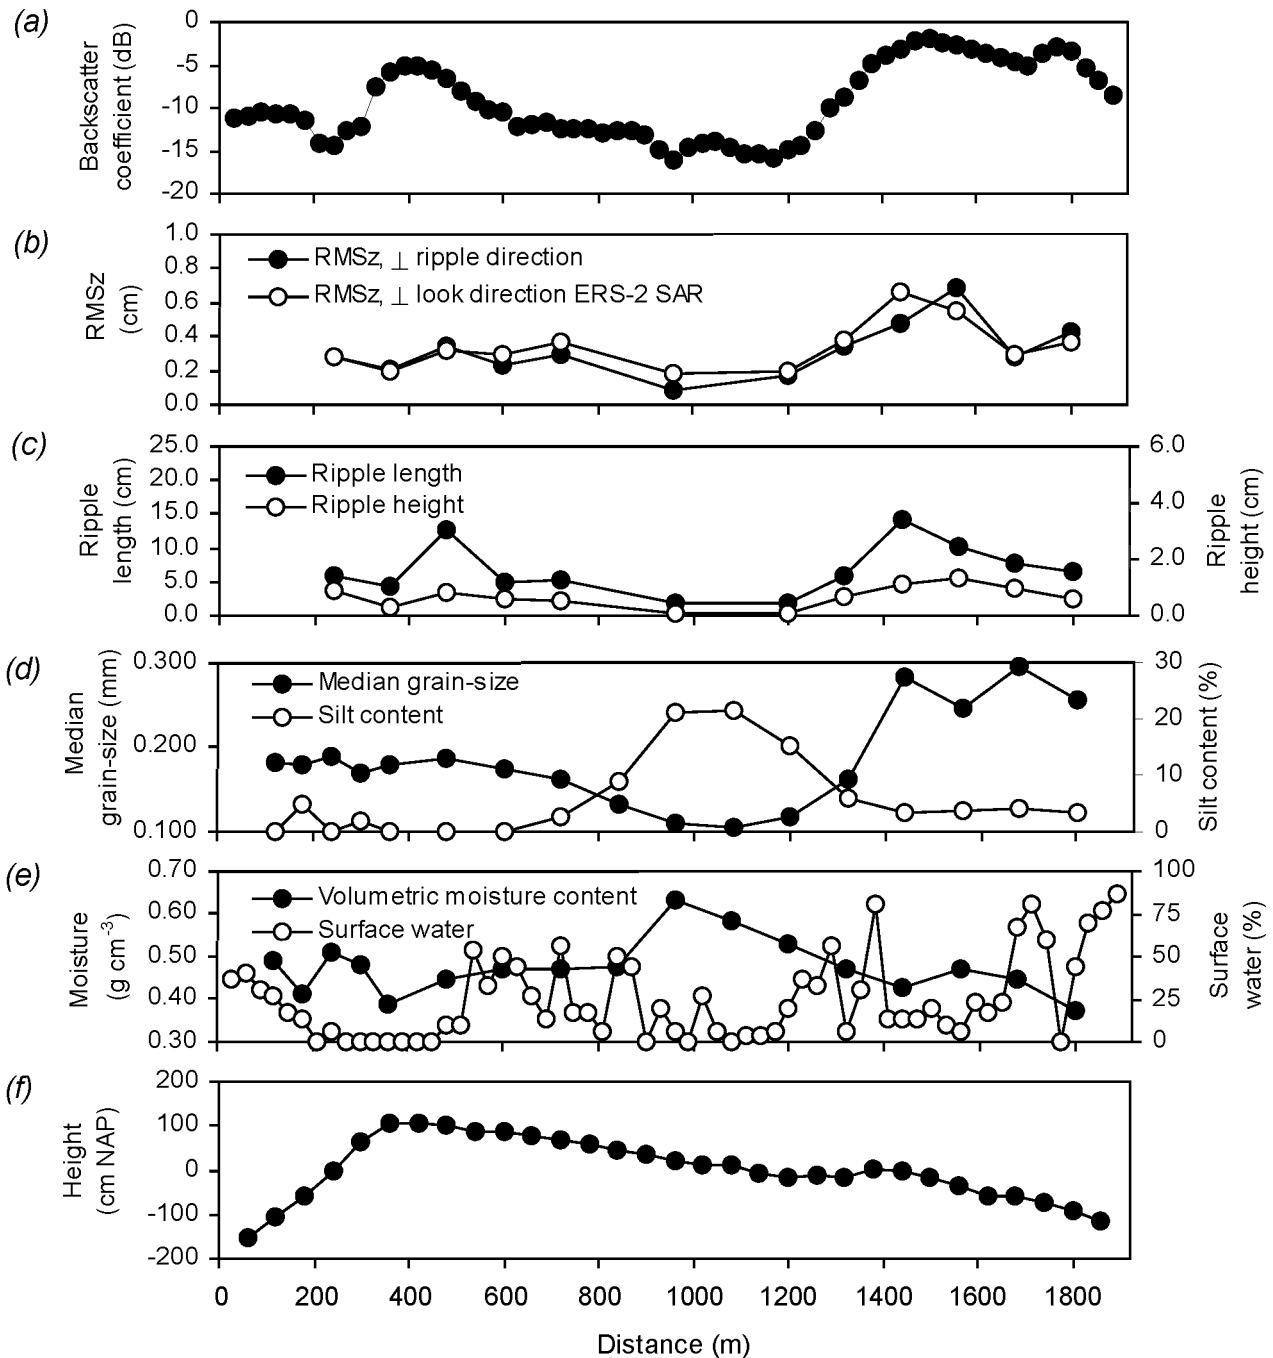 (a)
Backscatter
coefficient (dB)
0
-5
-10
-15
-20
(b)
RMSz
(cm)
1.0
0.8
0.6
0.4
0.2
0.0
RMSz, ⊥ ripple direction
RMSz, ⊥ look direction ERS-2 SAR
(c)
Ripple
length (cm)
25.0
20.0
15.0
10.0
5.0
0.0
Ripple length
Ripple height
6.0
4.0
2.0
0.0
Ripple
height (cm)
(d)
Median
grain-size (mm)
0.300
0.200
0.100
Median grain-size
Silt content
30
20
10
0
Silt content (%)
(e)
Moisture
(g cm-3)
0.70
0.60
0.50
0.40
0.30
Volumetric moisture content
Surface water
100
75
50
25
0
Surface
water (%)
(f)
Height
(cm NAP)
200
100
0
-100
-200
0 200 400 600 800 1000 1200 1400 1600 1800
Distance (m)